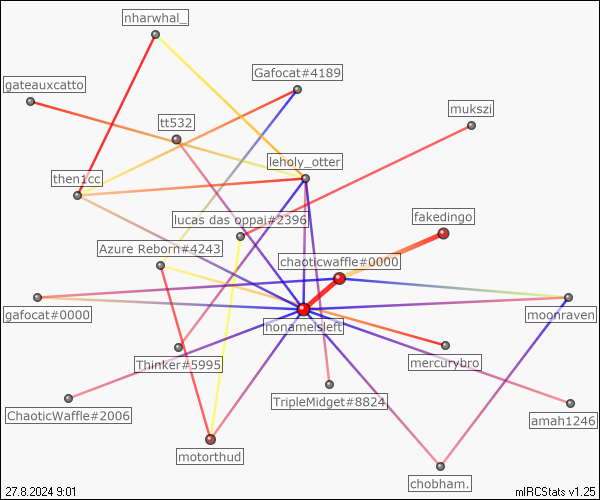 nharwhal_
Gafocat#4189
gateauxcatto
mukszi
tt532
leholy_otter
then1cc
fakedingo
lucas das oppai#2396
Azure Reborn#4243
chaoticwaffle#0000
gafocat#0000
nonameisleft
moonraven
Thinker#5995
mercurybro
TripleMidget#8824
ChaoticWaffle#2006
amah1246
motorthud
chobham.
27.8.2024 9:01
mIRCStats v1.25